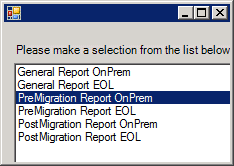 Please make a selection from the list below
General Report OnPrem
General Report EOL
PreMigration Report OnPrem
PreMigration Report EOL
PostMigration Report OnPrem
PostMigration Report EOL